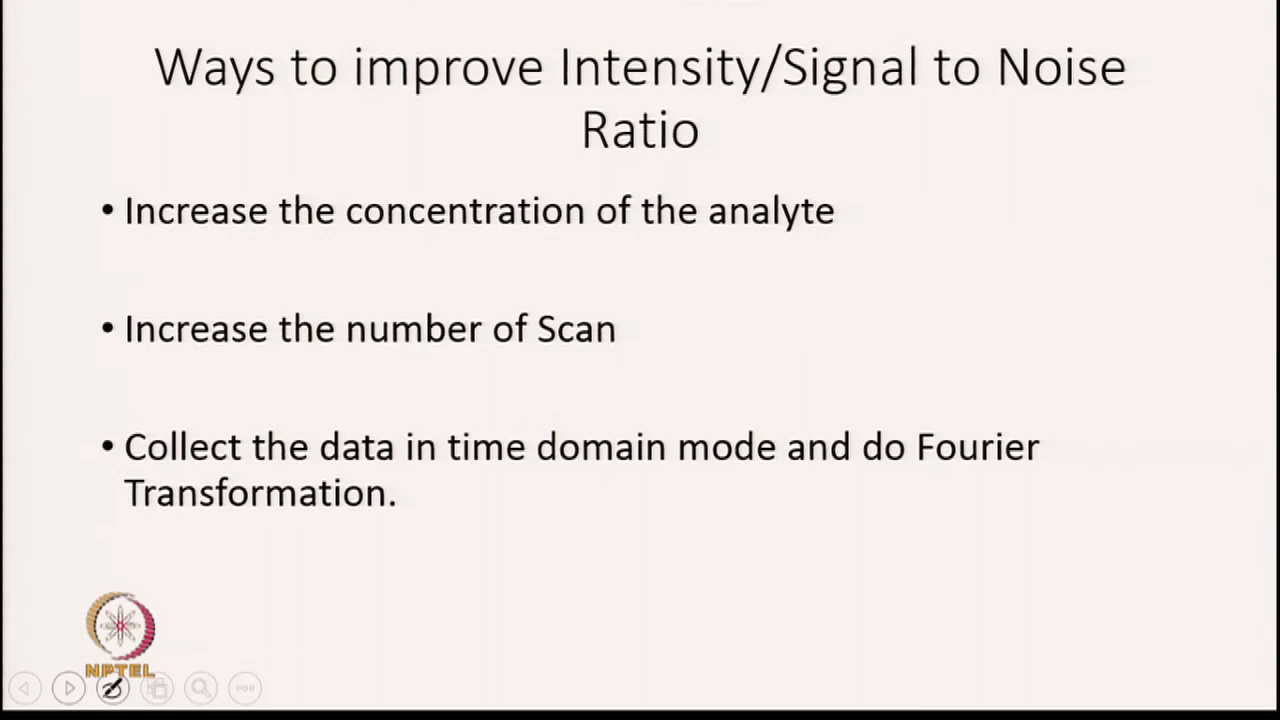 Ways to improve Intensity/Signal to Noise
Ratio
• Increase the concentration of the analyte
• Increase the number of Scan
• Collect the data in time domain mode and do Fourier
Transformation.
NPTEL